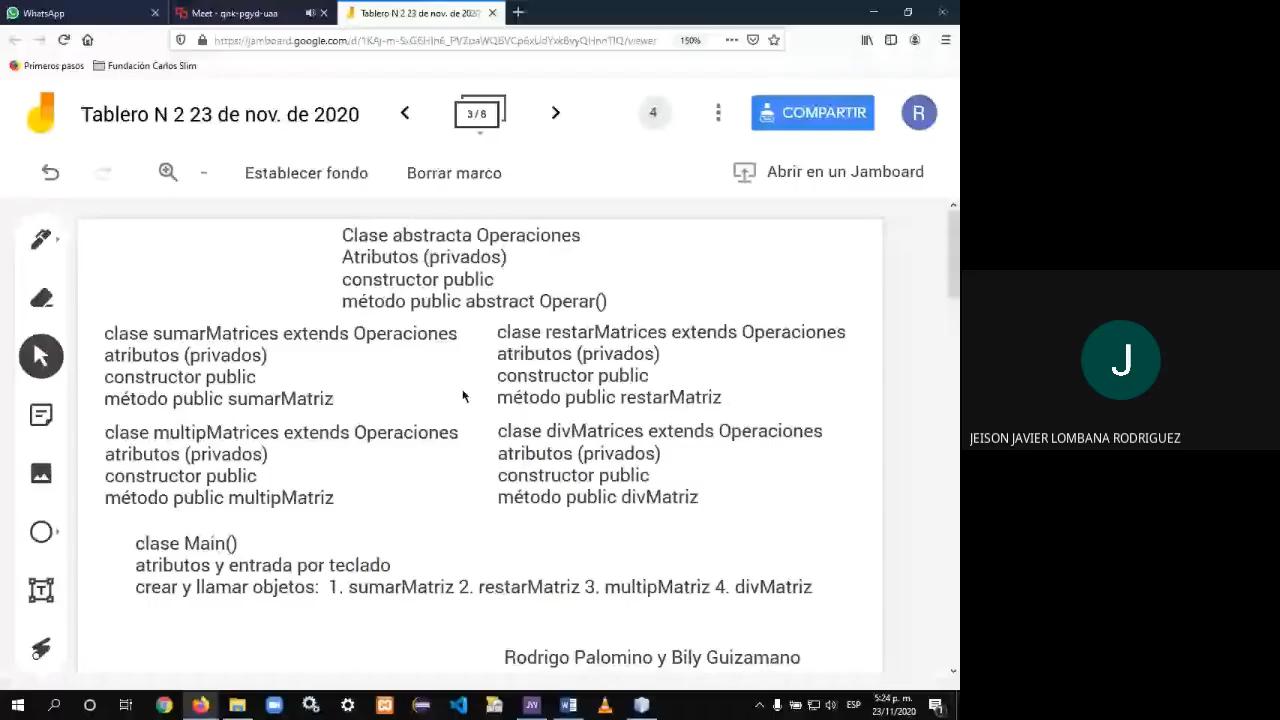 WhatsApp
Meet - qnk-pgyd-uaa
Tablero N 2 23 de nov. de 202
150%
Primeros pasos
Fundación Carlos Slim
Tablero N 2 23 de nov. de 2020
3 / 8
4
COMPARTIR
R
Establecer fondo
Borrar marco
Abrir en un Jamboard
Clase abstracta Operaciones
Atributos (privados)
constructor public
método public abstract Operar()
clase sumarMatrices extends Operaciones
atributos (privados)
constructor public
método public sumarMatriz
clase restarMatrices extends Operaciones
atributos (privados)
constructor public
método public restarMatriz
clase multipMatrices extends Operaciones
atributos (privados)
constructor public
método public multipMatriz
clase divMatrices extends Operaciones
atributos (privados)
constructor public
método public divMatriz
clase Main()
atributos y entrada por teclado
crear y llamar objetos: 1. sumarMatriz 2. restarMatriz 3. multipMatriz 4. divMatriz
Rodrigo Palomino y Bily Guizamano
J
JEISON JAVIER LOMBANA RODRIGUEZ
ESP
5:24 p. m.
23/11/2020